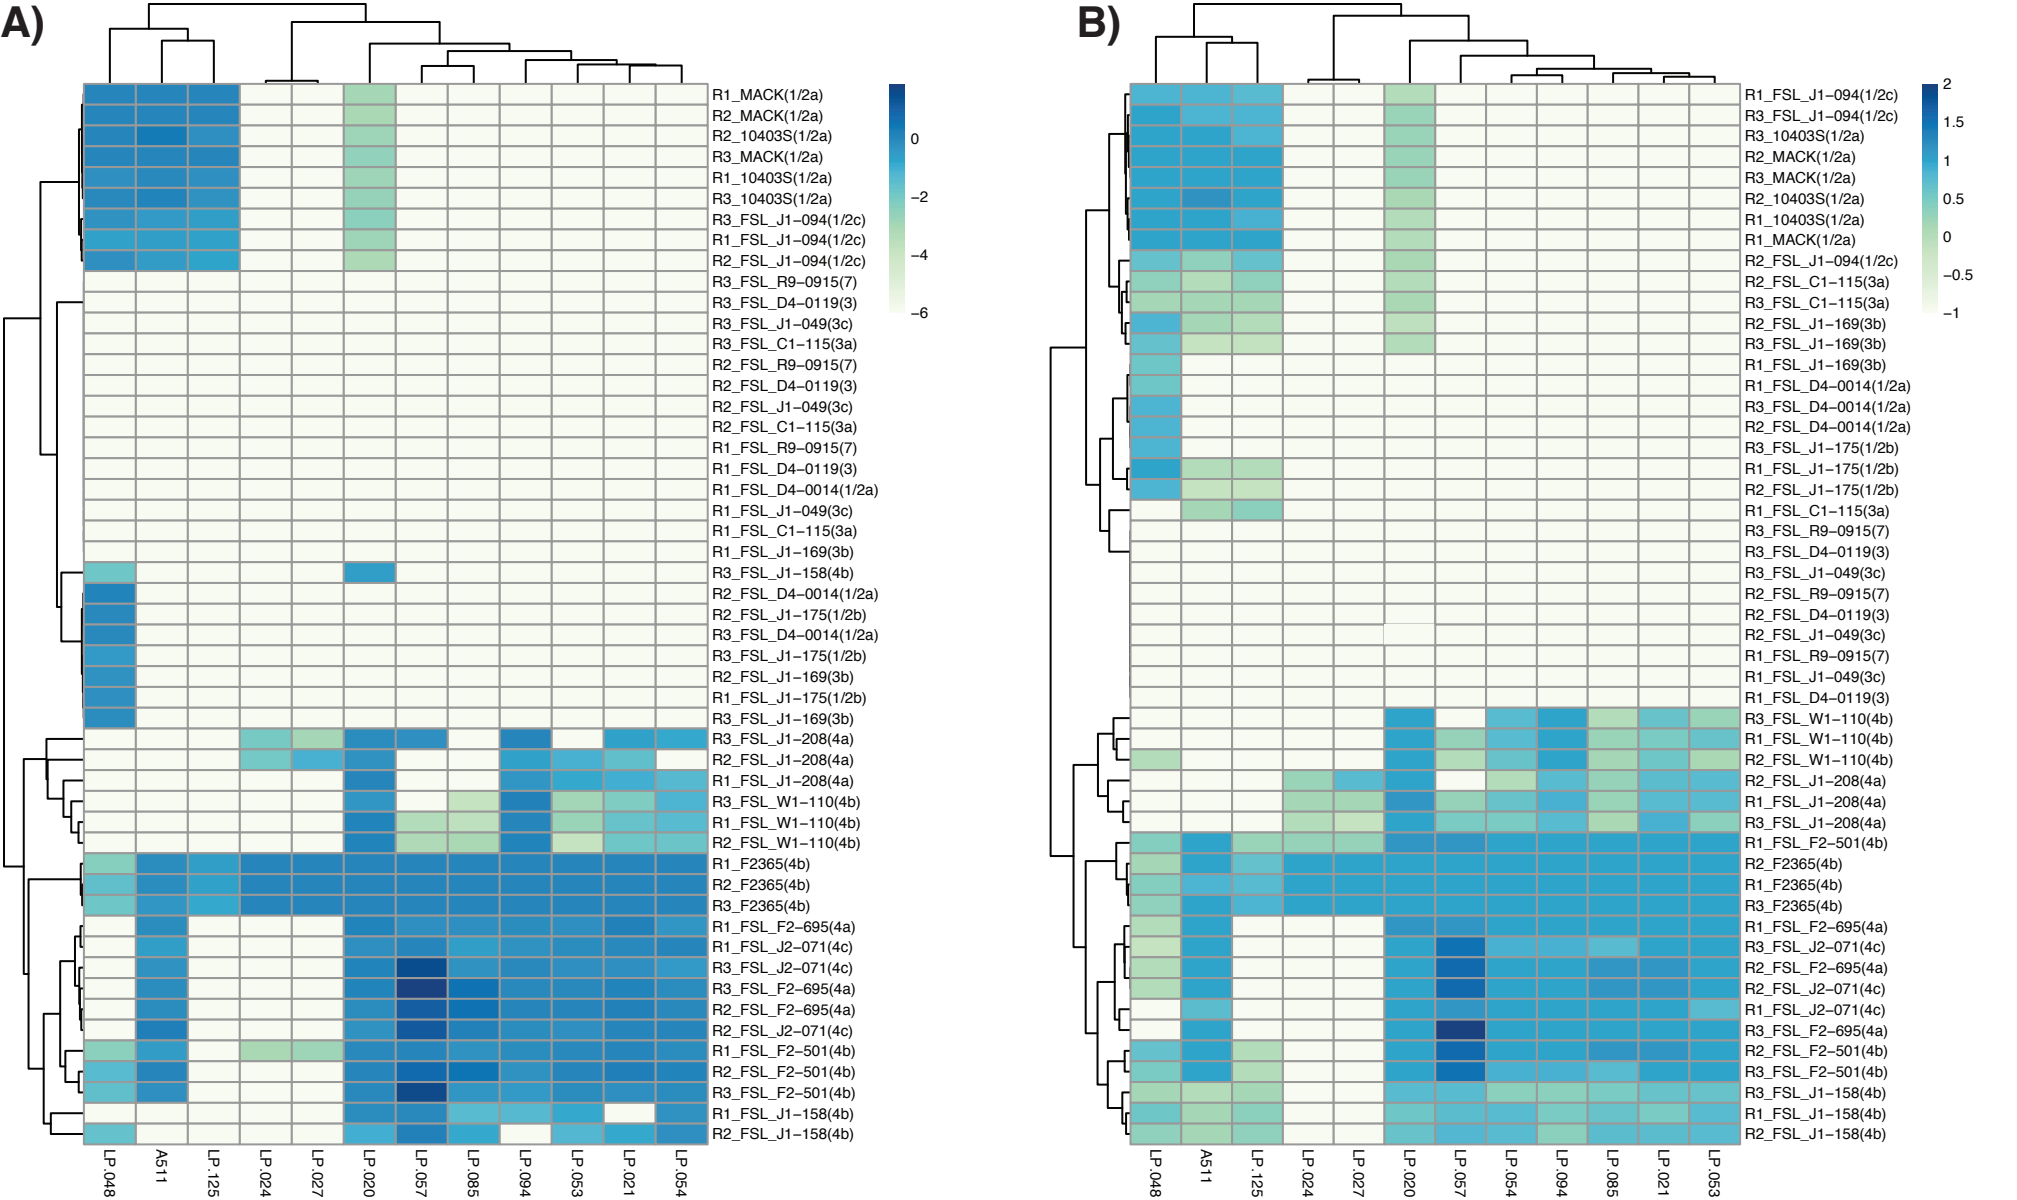 A)
R1_MACK(1/2a)
R2_MACK(1/2a)
R2_10403S(1/2a)
R3_MACK(1/2a)
R1_10403S(1/2a)
R3_10403S(1/2a)
R3_FSL_J1-094(1/2c)
R1_FSL_J1-094(1/2c)
R2_FSL_J1-094(1/2c)
R3_FSL_R9-0915(7)
R3_FSL_D4-0119(3)
R3_FSL_J1-049(3c)
R3_FSL_C1-115(3a)
R2_FSL_R9-0915(7)
R2_FSL_D4-0119(3)
R2_FSL_J1-049(3c)
R2_FSL_C1-115(3a)
R1_FSL_R9-0915(7)
R1_FSL_D4-0119(3)
R1_FSL_D4-0014(1/2a)
R1_FSL_J1-049(3c)
R1_FSL_C1-115(3a)
R1_FSL_J1-169(3b)
R3_FSL_J1-158(4b)
R2_FSL_D4-0014(1/2a)
R2_FSL_J1-175(1/2b)
R3_FSL_D4-0014(1/2a)
R3_FSL_J1-175(1/2b)
R2_FSL_J1-169(3b)
R1_FSL_J1-175(1/2b)
R3_FSL_J1-169(3b)
R3_FSL_J1-208(4a)
R2_FSL_J1-208(4a)
R1_FSL_J1-208(4a)
R3_FSL_W1-110(4b)
R1_FSL_W1-110(4b)
R2_FSL_W1-110(4b)
R1_F2365(4b)
R2_F2365(4b)
R3_F2365(4b)
R1_FSL_F2-695(4a)
R1_FSL_J2-071(4c)
R3_FSL_J2-071(4c)
R3_FSL_F2-695(4a)
R2_FSL_F2-695(4a)
R2_FSL_J2-071(4c)
R1_FSL_F2-501(4b)
R2_FSL_F2-501(4b)
R3_FSL_F2-501(4b)
R1_FSL_J1-158(4b)
R2_FSL_J1-158(4b)
LP.048
A511
LP.125
LP.024
LP.027
LP.020
LP.057
LP.085
LP.094
LP.053
LP.021
LP.054
0
−2
−4
−6
B)
R1_FSL_J1-094(1/2c)
R3_FSL_J1-094(1/2c)
R3_10403S(1/2a)
R2_MACK(1/2a)
R3_MACK(1/2a)
R2_10403S(1/2a)
R1_10403S(1/2a)
R1_MACK(1/2a)
R2_FSL_J1-094(1/2c)
R2_FSL_C1-115(3a)
R3_FSL_C1-115(3a)
R2_FSL_J1-169(3b)
R3_FSL_J1-169(3b)
R1_FSL_J1-169(3b)
R1_FSL_D4-0014(1/2a)
R3_FSL_D4-0014(1/2a)
R2_FSL_D4-0014(1/2a)
R3_FSL_J1-175(1/2b)
R1_FSL_J1-175(1/2b)
R2_FSL_J1-175(1/2b)
R1_FSL_C1-115(3a)
R3_FSL_R9-0915(7)
R3_FSL_D4-0119(3)
R3_FSL_J1-049(3c)
R2_FSL_R9-0915(7)
R2_FSL_D4-0119(3)
R2_FSL_J1-049(3c)
R1_FSL_R9-0915(7)
R1_FSL_J1-049(3c)
R1_FSL_D4-0119(3)
R3_FSL_W1-110(4b)
R1_FSL_W1-110(4b)
R2_FSL_W1-110(4b)
R2_FSL_J1-208(4a)
R1_FSL_J1-208(4a)
R3_FSL_J1-208(4a)
R1_FSL_F2-501(4b)
R2_F2365(4b)
R1_F2365(4b)
R3_F2365(4b)
R1_FSL_F2-695(4a)
R3_FSL_J2-071(4c)
R2_FSL_F2-695(4a)
R2_FSL_J2-071(4c)
R1_FSL_J2-071(4c)
R3_FSL_F2-695(4a)
R2_FSL_F2-501(4b)
R3_FSL_F2-501(4b)
R3_FSL_J1-158(4b)
R1_FSL_J1-158(4b)
R2_FSL_J1-158(4b)
LP.048
A511
LP.125
LP.024
LP.027
LP.020
LP.057
LP.054
LP.094
LP.085
LP.021
LP.053
2
1.5
1
0.5
0
−0.5
−1